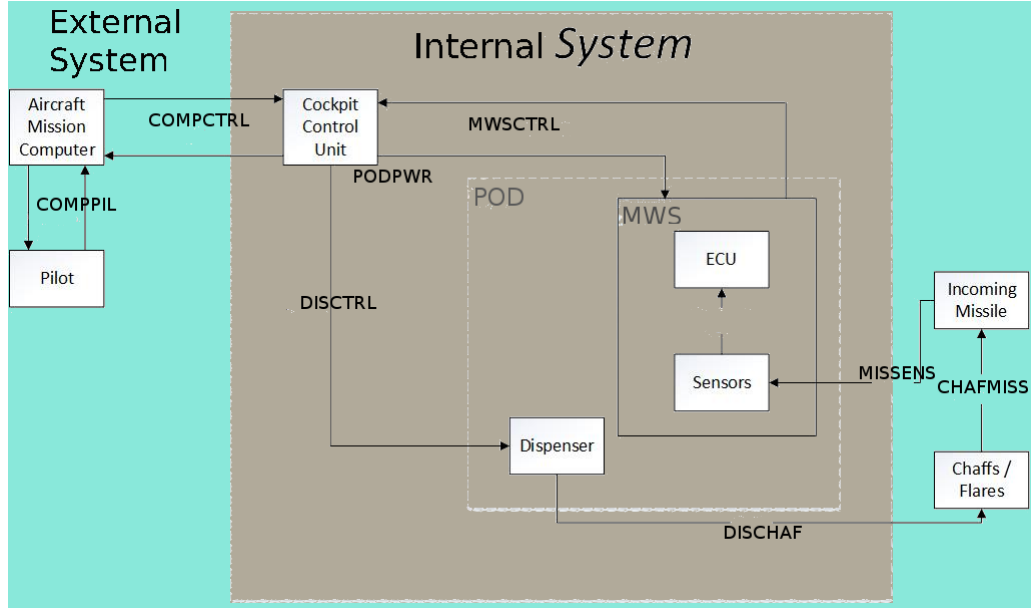 External
System
Internal System
Aircraft
Mission
Computer
COMPCTRL
Cockpit
Control
Unit
MWSCTRL
PODPWR
COMPPIL
POD
MWS
Pilot
ECU
DISCTRL
Incoming
Missile
Sensors
MISSENS
CHAFMISS
Dispenser
Chaffs /
Flares
DISCHAF